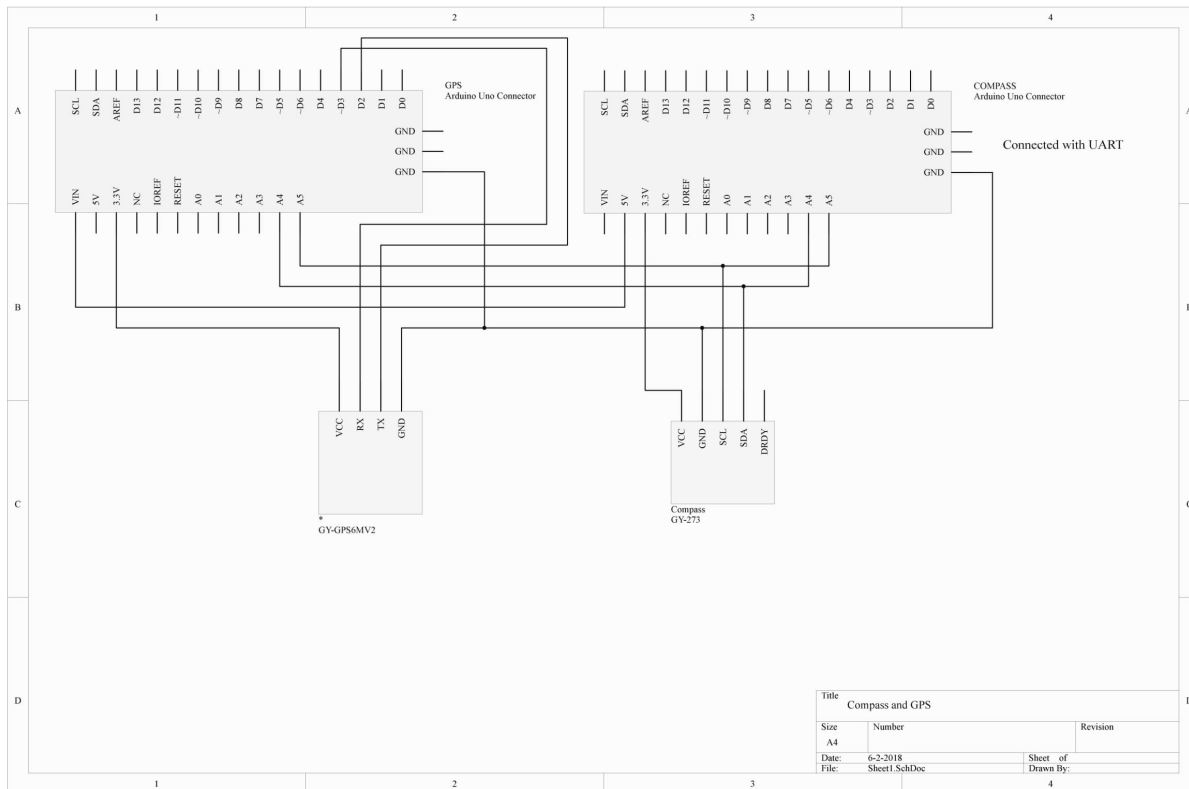 1 2 3 4
A
B
C
D
GPS
Arduino Uno Connector
SCL SDA AREF D13 D12 ~D11 ~D10 ~D9 D8 D7 ~D5 ~D6 D4 ~D3 D2 D1 D0
GND
GND
GND
VIN 5V 3.3V NC IOREF RESET A0 A1 A2 A3 A4 A5
COMPASS
Arduino Uno Connector
SCL SDA AREF D13 D12 ~D11 ~D10 ~D9 D8 D7 ~D5 ~D6 D4 ~D3 D2 D1 D0
GND
GND
GND
Connected with UART
VIN 5V 3.3V NC IOREF RESET A0 A1 A2 A3 A4 A5
VCC RX TX GND
*
GY-GPS6MV2
VCC GND SCL SDA DRDY
Compass
GY-273
A
D
Title
Compass and GPS
Size Number Revision
A4
Date: 6-2-2018 Sheet of
File: Sheet1.SchDoc Drawn By:
1 2 3 4